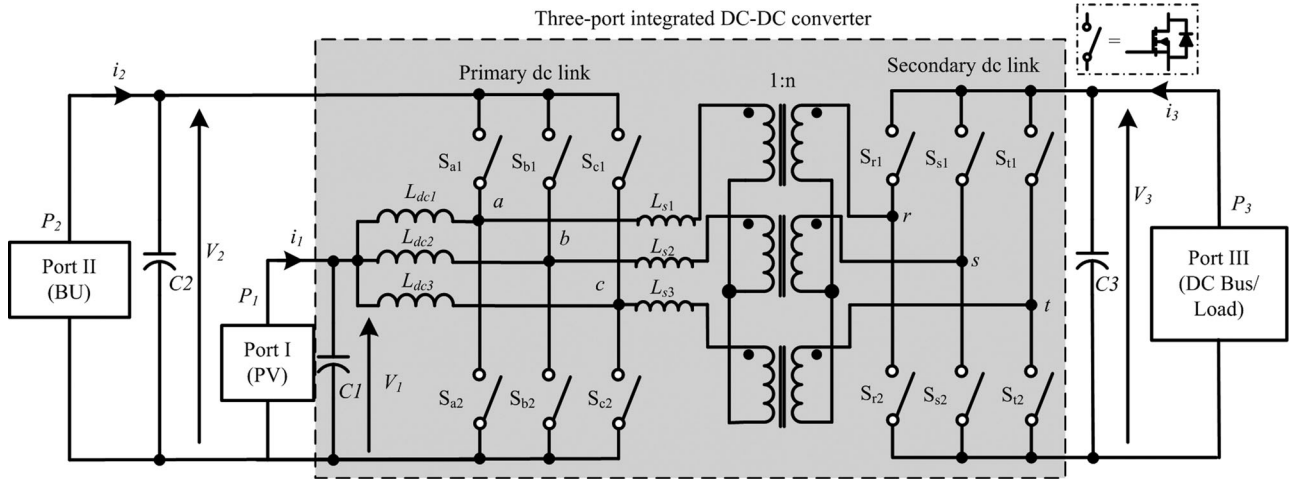 Three-port integrated DC-DC converter
=
i2
Primary dc link
1:n
Secondary dc link
i3
Sa1
Sb1
Sc1
Sr1
Ss1
St1
Ldc1
a
Ls1
P2
V2
V3
P3
r
Port II
(BU)
C2
i1
Ldc2
b
Ls2
s
C3
Port III
(DC Bus/
Load)
P1
Ldc3
c
Ls3
t
Port I
(PV)
C1
V1
Sa2
Sb2
Sc2
Sr2
Ss2
St2